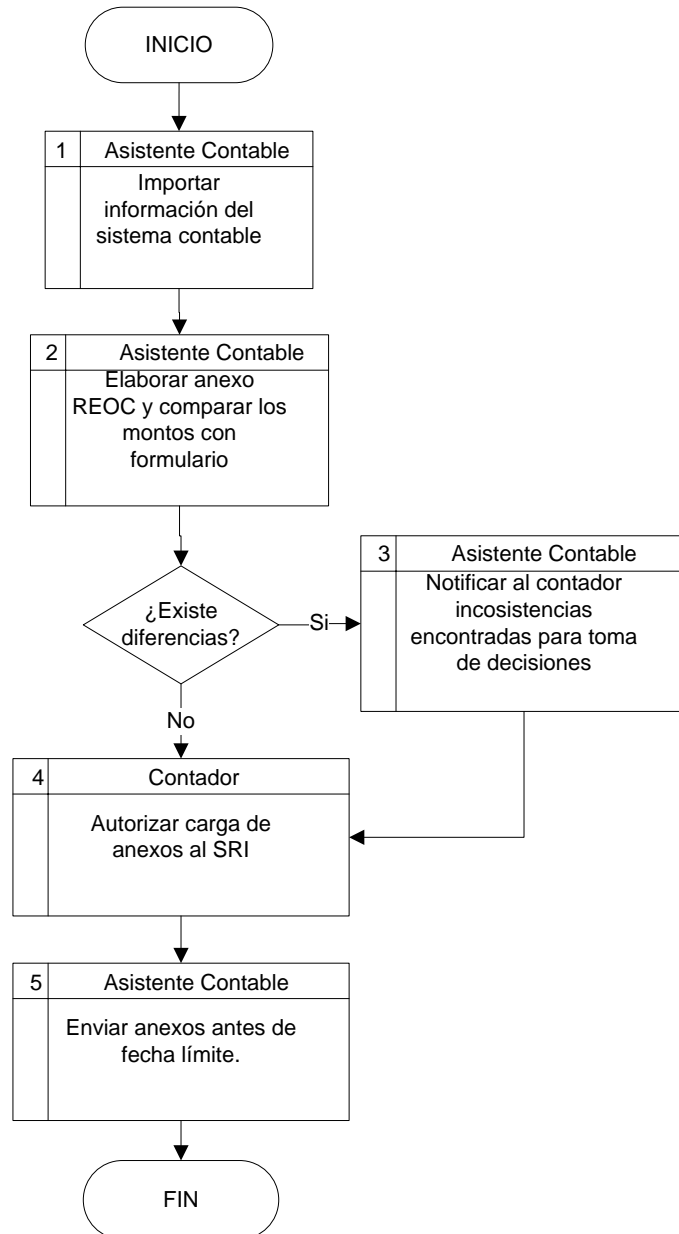 INICIO
1 Asistente Contable
Importar
información del
sistema contable
2 Asistente Contable
Elaborar anexo
REOC y comparar los
montos con
formulario
¿Existe
diferencias?
Si
No
3 Asistente Contable
Notificar al contador
incosistencias
encontradas para toma
de decisiones
4 Contador
Autorizar carga de
anexos al SRI
5 Asistente Contable
Enviar anexos antes de
fecha límite.
FIN